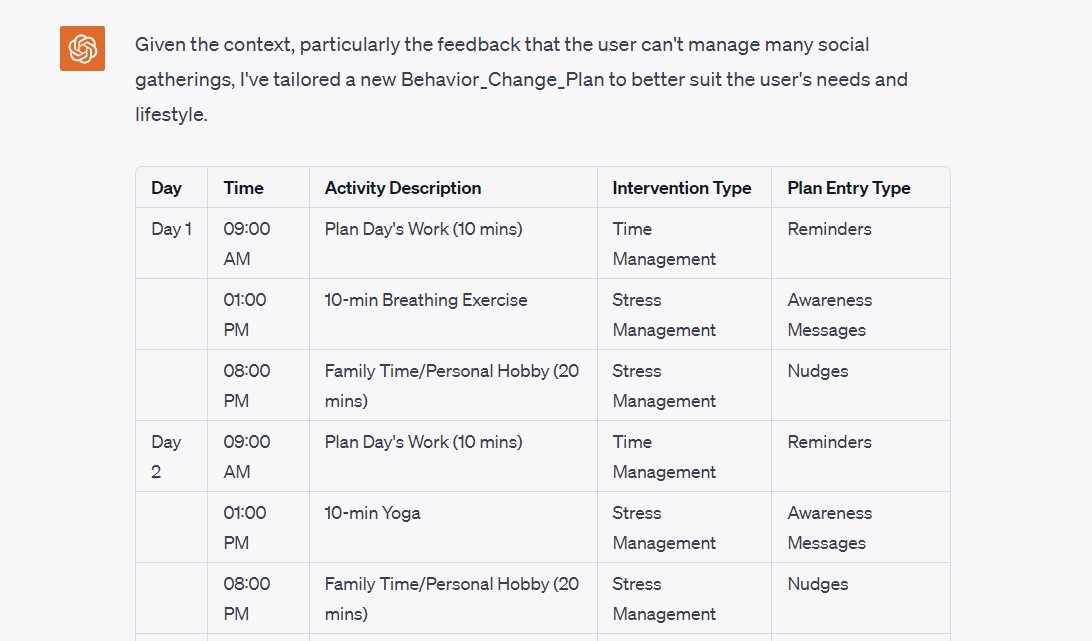 Given the context, particularly the feedback that the user can't manage many social
gatherings, I've tailored a new Behavior_Change_Plan to better suit the user's needs and
lifestyle.
Day Time Activity Description Intervention Type Plan Entry Type
Day 1 09:00 Plan Day's Work (10 mins) Time Reminders
AM Management
01:00 10-min Breathing Exercise Stress Awareness
PM Management Messages
08:00 Family Time/Personal Hobby (20 Stress Nudges
PM mins) Management
Day 09:00 Plan Day's Work (10 mins) Time Reminders
2 AM Management
01:00 10-min Yoga Stress Awareness
PM Management Messages
08:00 Family Time/Personal Hobby (20 Stress Nudges
PM mins) Management